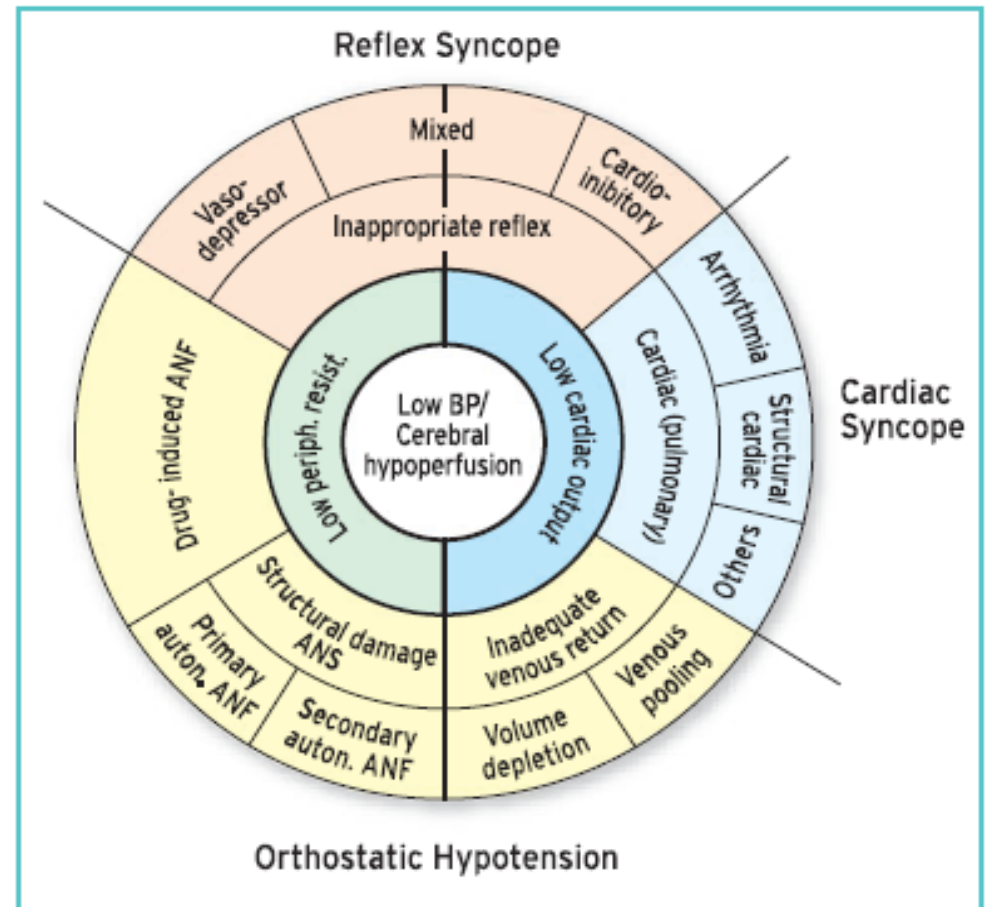 Reflex Syncope
Mixed
Vaso-
depressor
Cardio-
inibitory
Inappropriate reflex
Arrhythmia
Structural
cardiac
Others
Cardiac (pulmonary)
Cardiac
Syncope
Drug- induced ANF
Low periph. resist.
Low BP/
Cerebral
hypoperfusion
Low cardiac output
Structural damage
ANS
Inadequate
venous return
Primary
auton. ANF
Secondary
auton. ANF
Volume
depletion
Venous
pooling
Orthostatic Hypotension